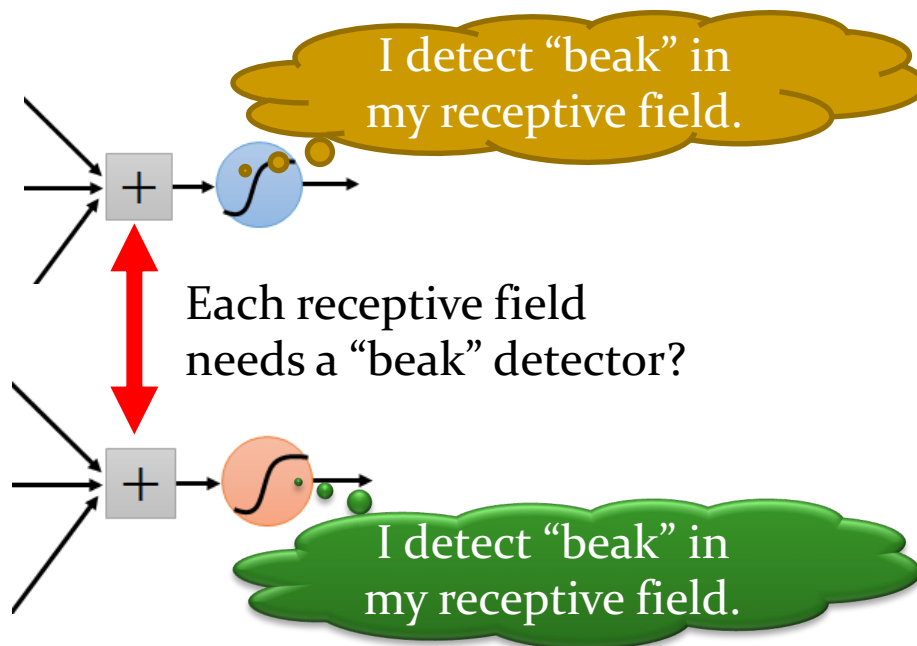 I detect “beak” in
my receptive field.
+
Each receptive field
needs a “beak” detector?
+
I detect “beak” in
my receptive field.